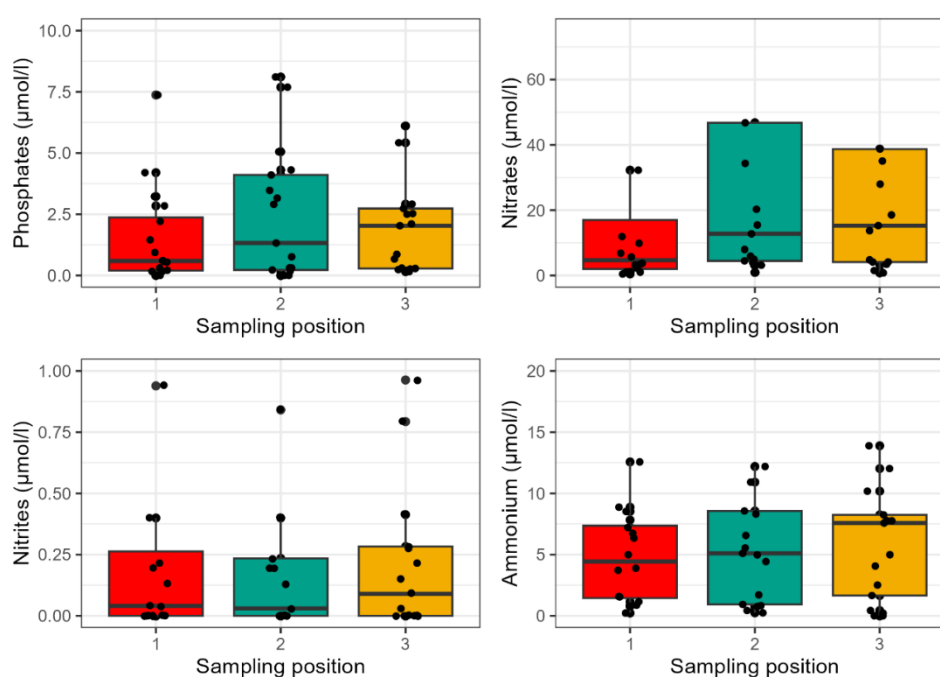 Phosphates (µmol/l)
10.0
7.5
5.0
2.5
0.0
1 2 3
Sampling position
Nitrates (µmol/l)
60
40
20
0
1 2 3
Sampling position
Nitrites (µmol/l)
1.00
0.75
0.50
0.25
0.00
1 2 3
Sampling position
Ammonium (µmol/l)
20
15
10
5
0
1 2 3
Sampling position